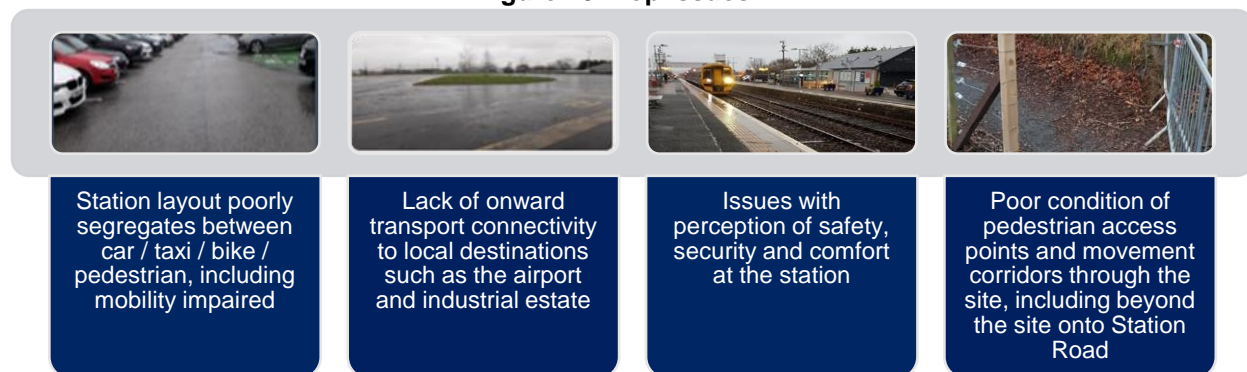 Station layout poorly
segregates between
car / taxi / bike /
pedestrian, including
mobility impaired
Lack of onward
transport connectivity
to local destinations
such as the airport
and industrial estate
Issues with
perception of safety,
security and comfort
at the station
Poor condition of
pedestrian access
points and movement
corridors through the
site, including beyond
the site onto Station
Road